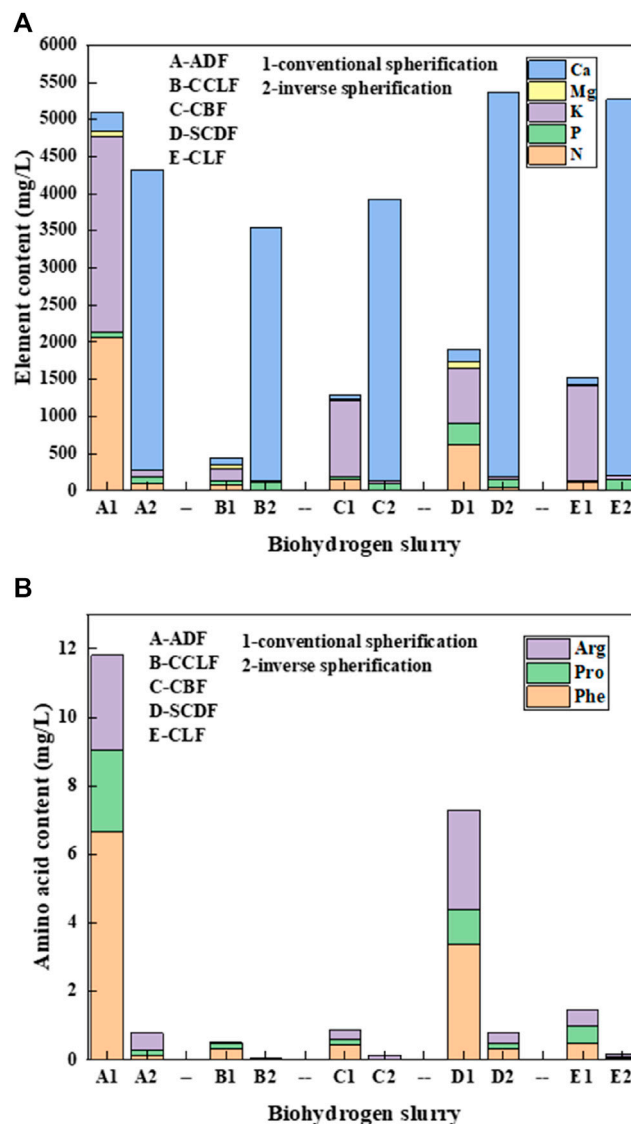 A
6000
5500
5000
4500
4000
3500
3000
2500
2000
1500
1000
500
0
Element content (mg/L)
A-ADF 1-conventional spherification
B-CCLF 2-inverse spherification
C-CBF
D-SCDF
E-CLF
Ca
Mg
K
P
N
A1 A2 -- B1 B2 -- C1 C2 -- D1 D2 -- E1 E2
Biohydrogen slurry
B
12
10
8
6
4
2
0
Amino acid content (mg/L)
A-ADF 1-conventional spherification
B-CCLF 2-inverse spherification
C-CBF
D-SCDF
E-CLF
Arg
Pro
Phe
A1 A2 -- B1 B2 -- C1 C2 -- D1 D2 -- E1 E2
Biohydrogen slurry